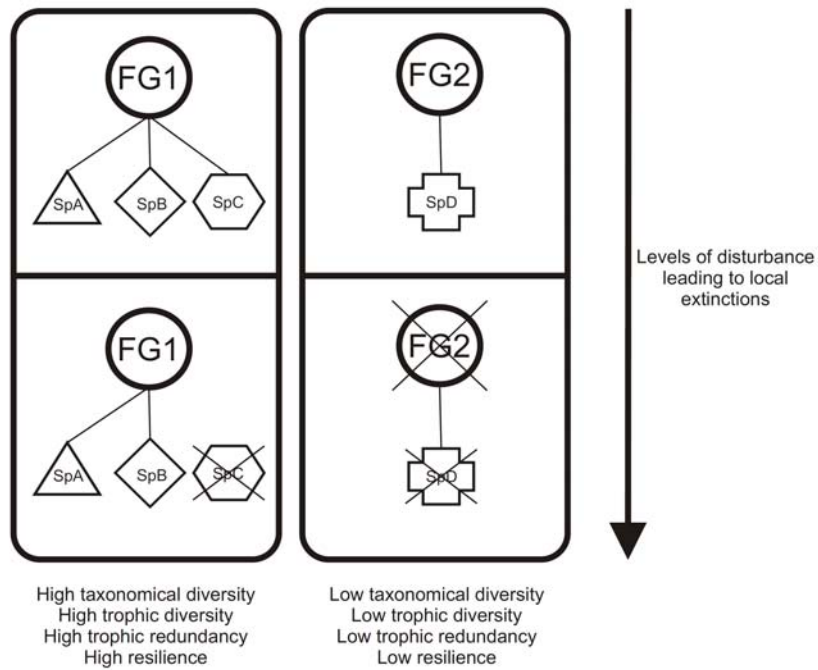 FG1
FG2
SpA
SpB
SpC
SpD
Levels of disturbance
leading to local
extinctions
FG1
FG2
SpA
SpB
SpC
SpD
High taxonomical diversity
High trophic diversity
High trophic redundancy
High resilience
Low taxonomical diversity
Low trophic diversity
Low trophic redundancy
Low resilience